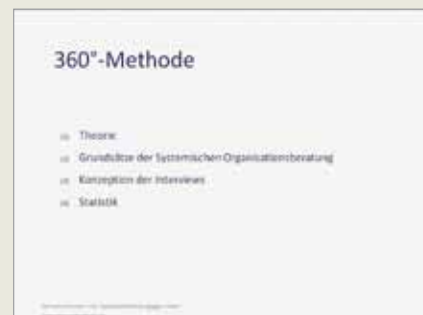 360°-Methode
Theorie
Grundsätze der Systemischen Organisationsberatung
Konzeption der Interviews
Statistik